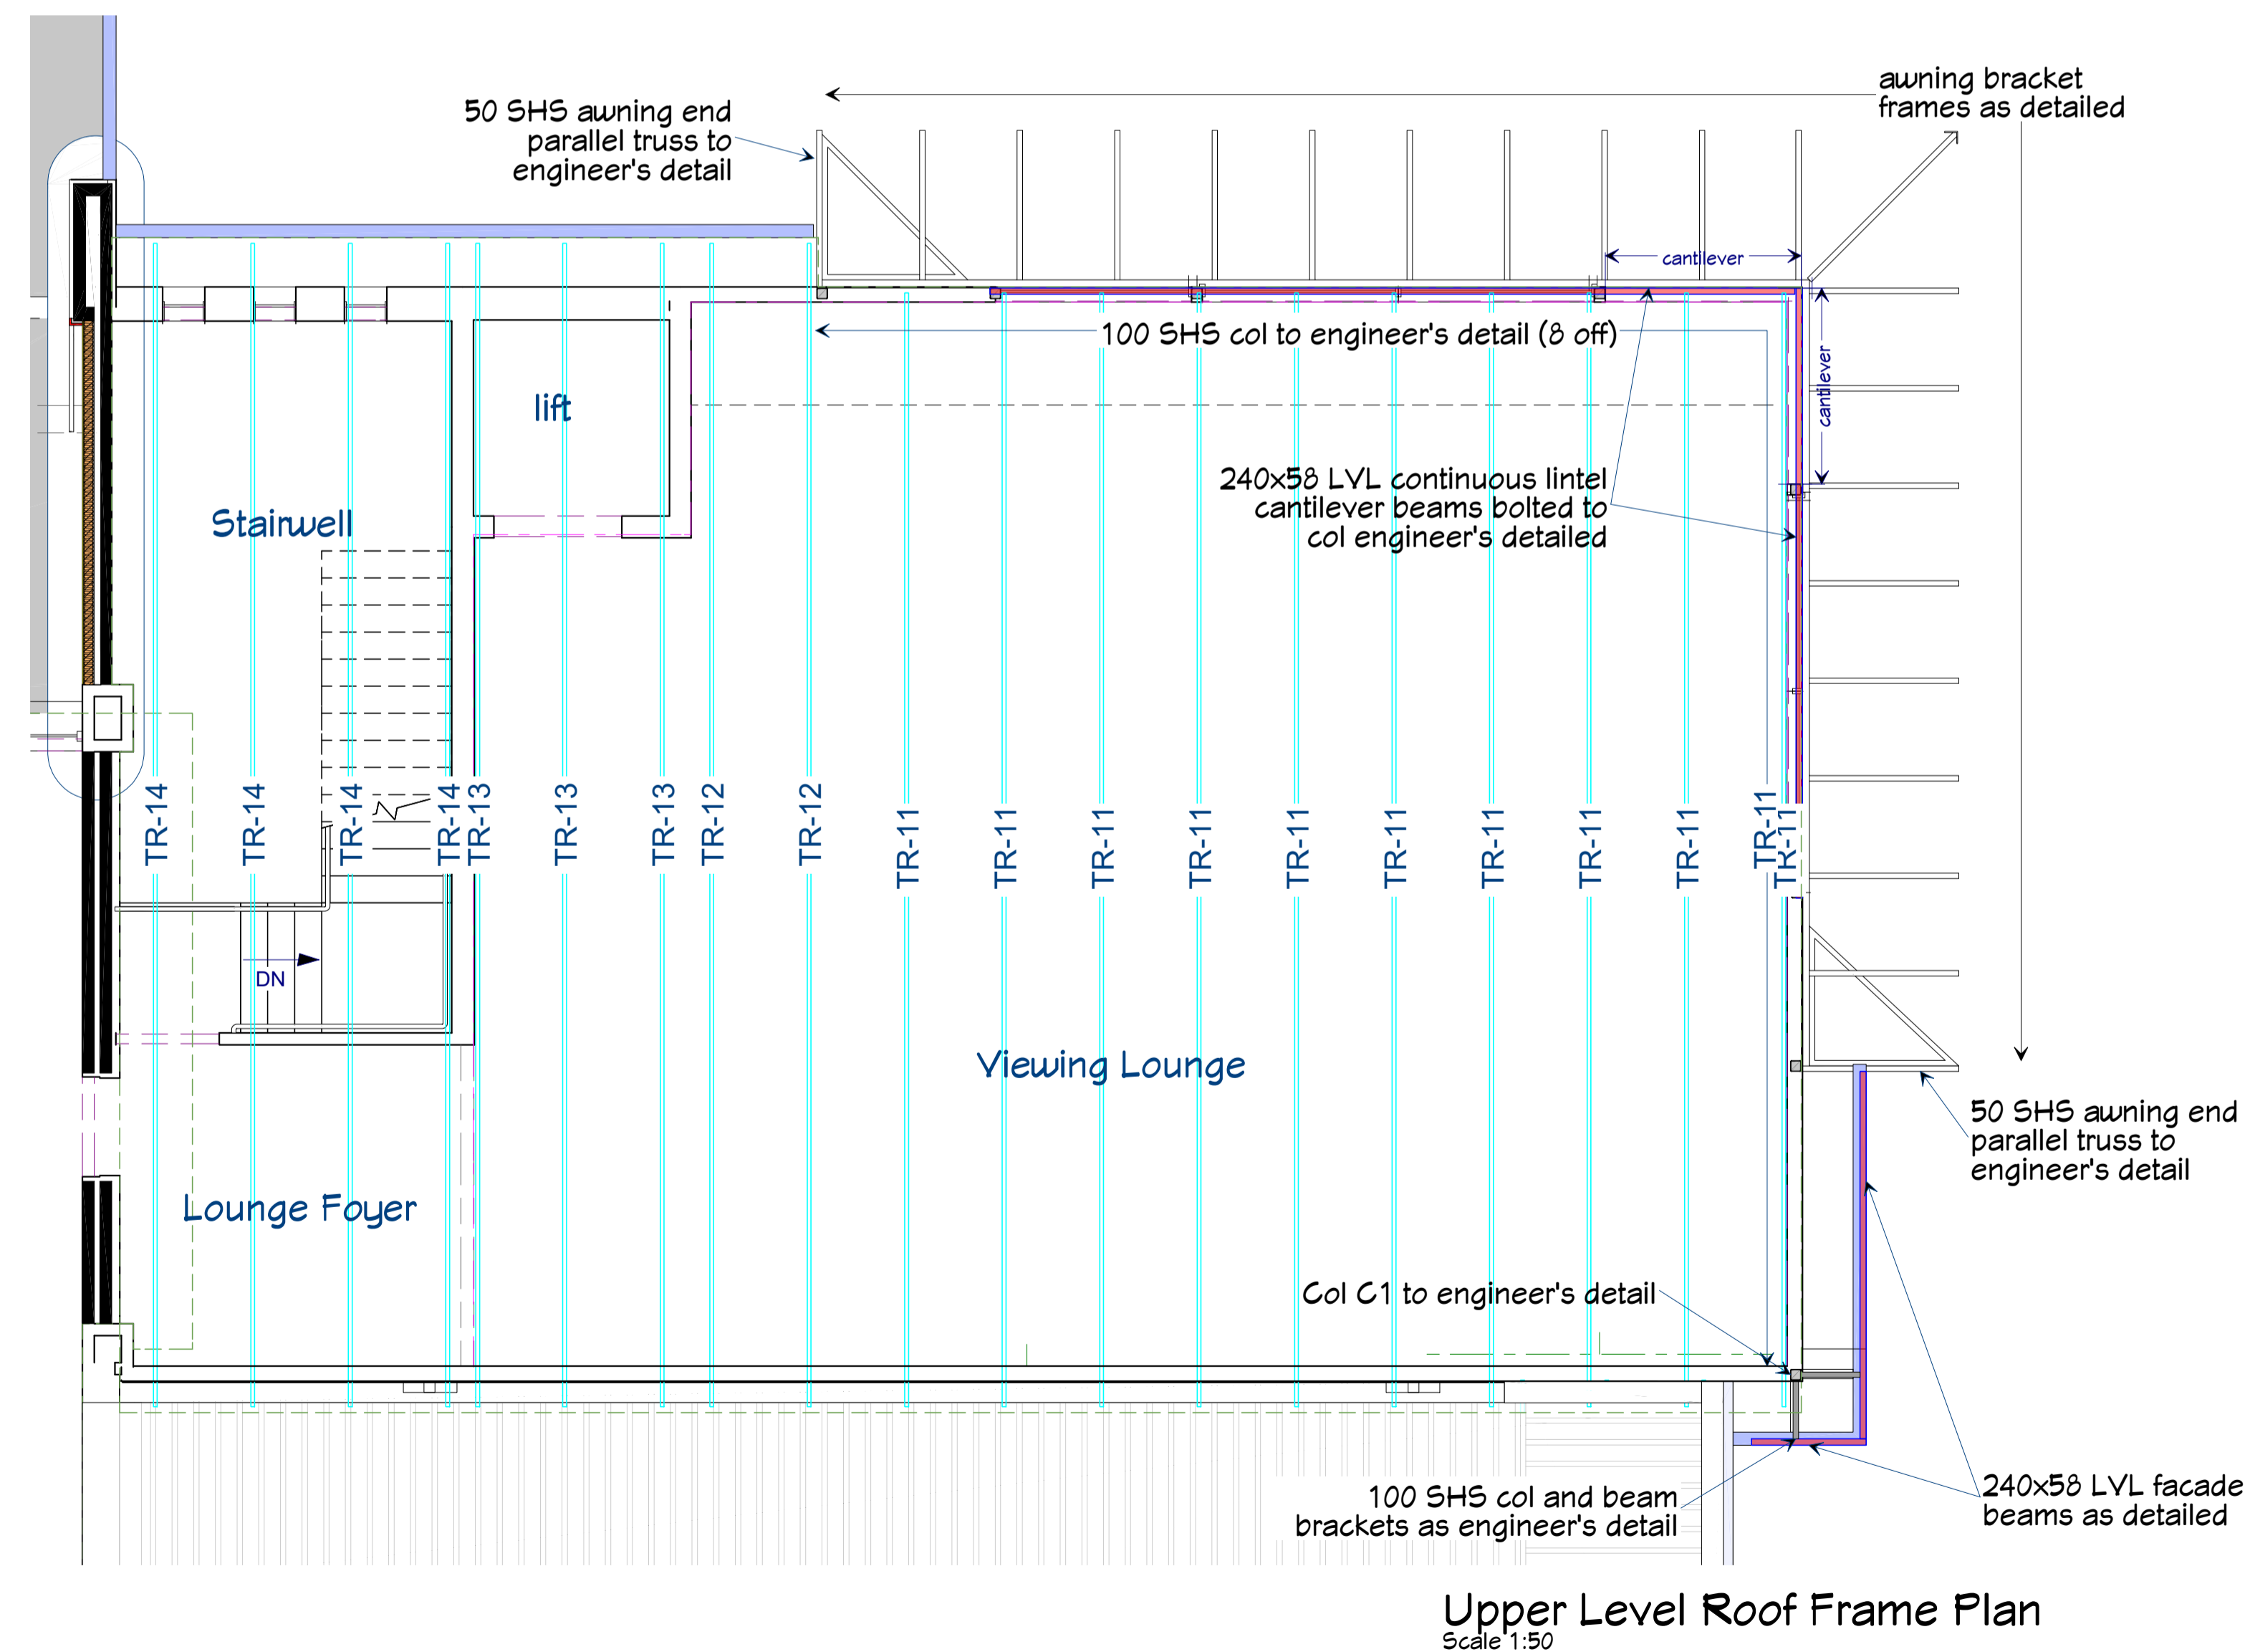 awning bracket
frames as detailed
50 SHS awning end
parallel truss to
engineer's detail
cantilever
100 SHS col to engineer's detail (8 off)
cantilever
lift
240x58 LVL continuous lintel
cantilever beams bolted to
col engineer's detailed
Stairwell
TR-14
TR-14
TR-14
TR-14
TR-13
TR-13
TR-13
TR-12
TR-12
TR-11
TR-11
TR-11
TR-11
TR-11
TR-11
TR-11
TR-11
TR-11
TR-11
TR-11
DN
Viewing Lounge
50 SHS awning end
parallel truss to
engineer's detail
Lounge Foyer
Col C1 to engineer's detail
100 SHS col and beam
brackets as engineer's detail
240x58 LVL facade
beams as detailed
Upper Level Roof Frame Plan
Scale 1:50